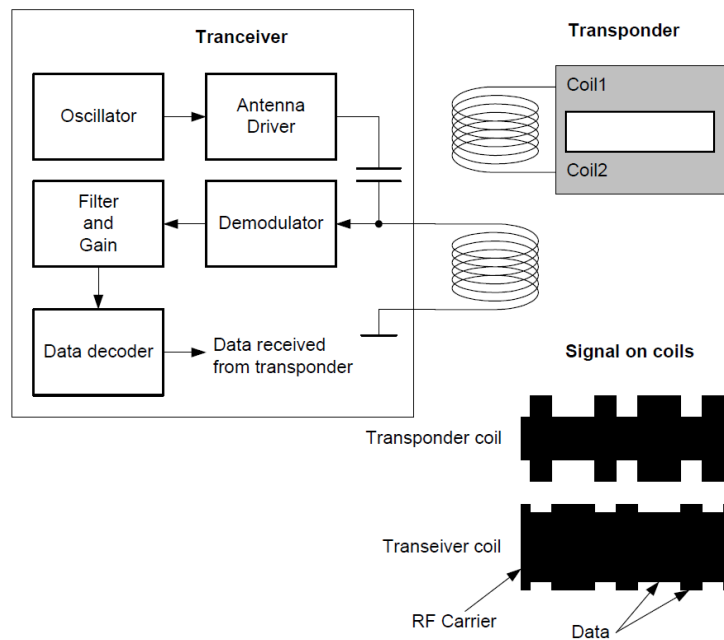 Tranceiver
Transponder
Oscillator
Antenna
Driver
Coil1
Coil2
Filter
and
Gain
Demodulator
Data decoder
Data received
from transponder
Signal on coils
Transponder coil
Transeiver coil
RF Carrier
Data